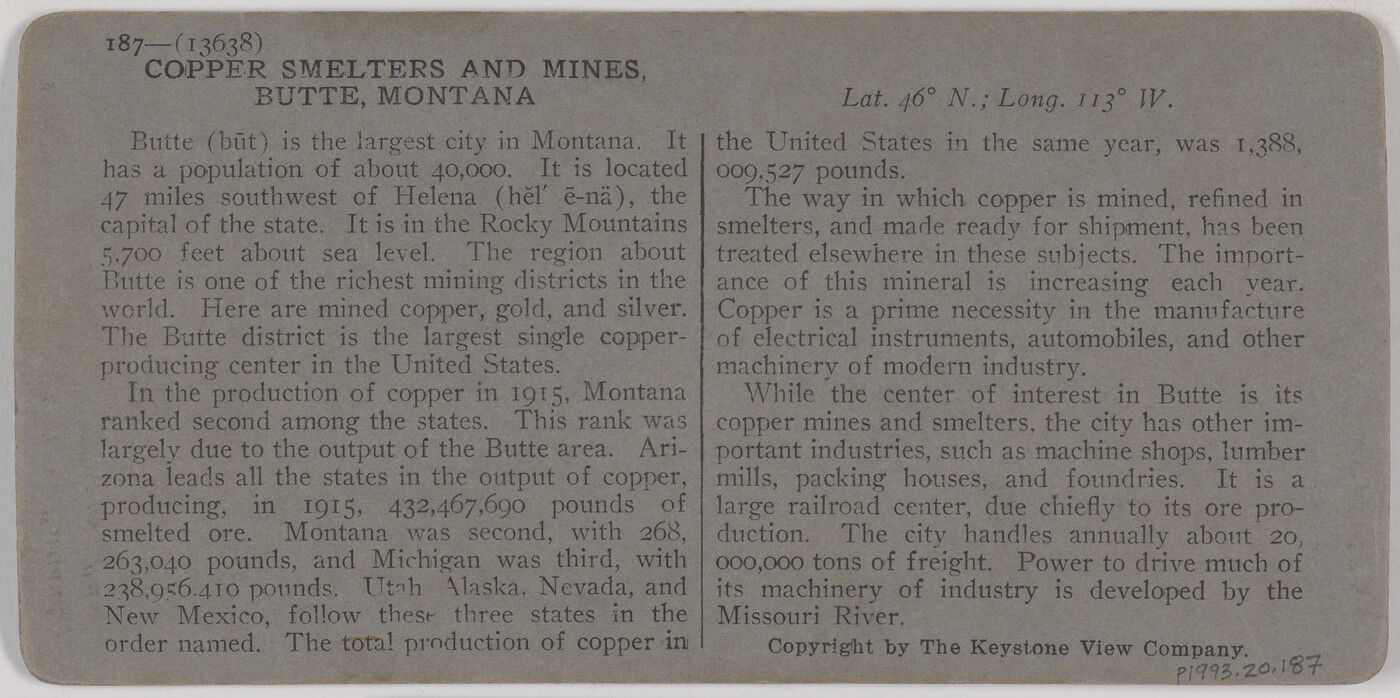 187—(13638)
COPPER SMELTERS AND MINES,
BUTTE, MONTANA
Lat. 46° N.; Long. 113° W.
Butte (būt) is the largest city in Montana. It
has a population of about 40,000. It is located
47 miles southwest of Helena (hĕl′ ē-nä), the
capital of the state. It is in the Rocky Mountains
5,700 feet about sea level. The region about
Butte is one of the richest mining districts in the
world. Here are mined copper, gold, and silver.
The Butte district is the largest single copper-
producing center in the United States.
In the production of copper in 1915, Montana
ranked second among the states. This rank was
largely due to the output of the Butte area. Ari-
zona leads all the states in the output of copper,
producing, in 1915, 432,467,690 pounds of
smelted ore. Montana was second, with 268,
263,040 pounds, and Michigan was third, with
238,956,410 pounds. Utah Alaska, Nevada, and
New Mexico, follow these three states in the
order named. The total production of copper in
the United States in the same year, was 1,388,
009,527 pounds.
The way in which copper is mined, refined in
smelters, and made ready for shipment, has been
treated elsewhere in these subjects. The import-
ance of this mineral is increasing each year.
Copper is a prime necessity in the manufacture
of electrical instruments, automobiles, and other
machinery of modern industry.
While the center of interest in Butte is its
copper mines and smelters, the city has other im-
portant industries, such as machine shops, lumber
mills, packing houses, and foundries. It is a
large railroad center, due chiefly to its ore pro-
duction. The city handles annually about 20,
000,000 tons of freight. Power to drive much of
its machinery of industry is developed by the
Missouri River.
Copyright by The Keystone View Company.
P1993.20.187